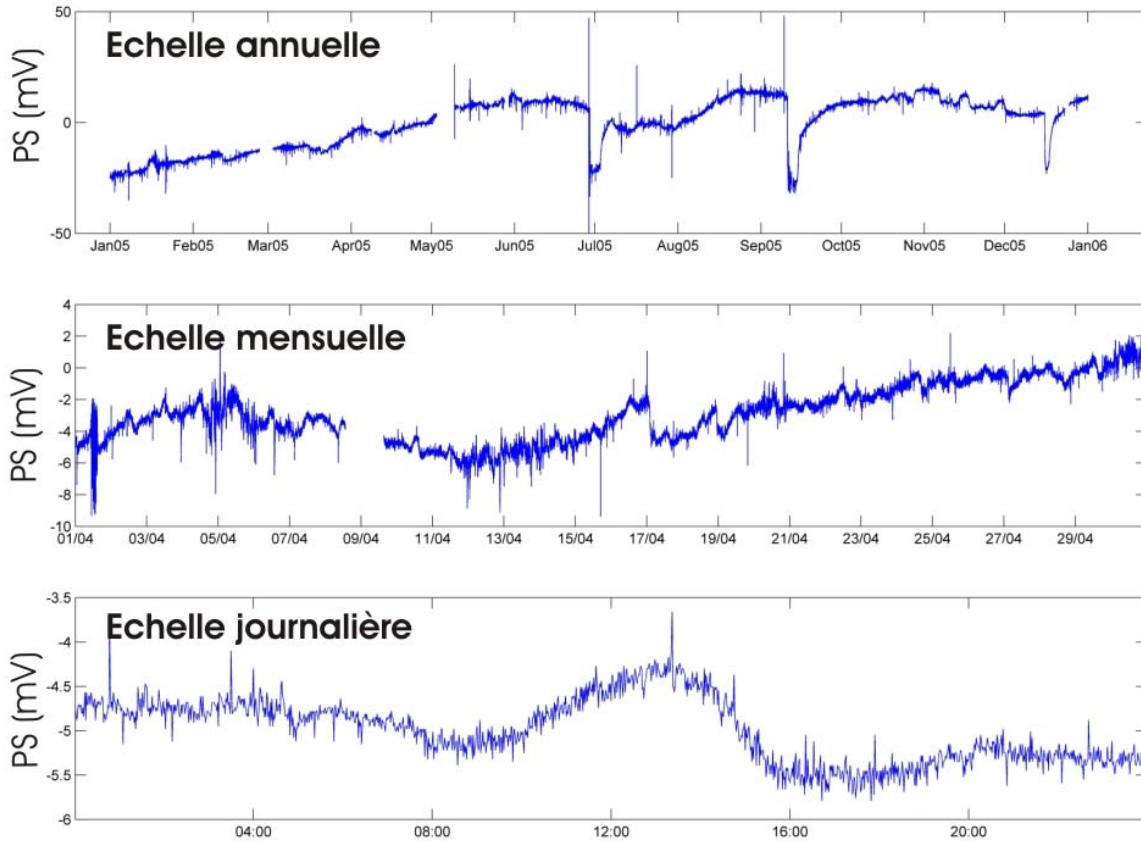 Echelle annuelle
PS (mV)
50
0
-50
Jan05 Feb05 Mar05 Apr05 May05 Jun05 Jul05 Aug05 Sep05 Oct05 Nov05 Dec05 Jan06
Echelle mensuelle
PS (mV)
4
2
0
-2
-4
-6
-8
-10
01/04 03/04 05/04 07/04 09/04 11/04 13/04 15/04 17/04 19/04 21/04 23/04 25/04 27/04 29/04
Echelle journalière
PS (mV)
-3.5
-4
-4.5
-5
-5.5
-6
04:00 08:00 12:00 16:00 20:00